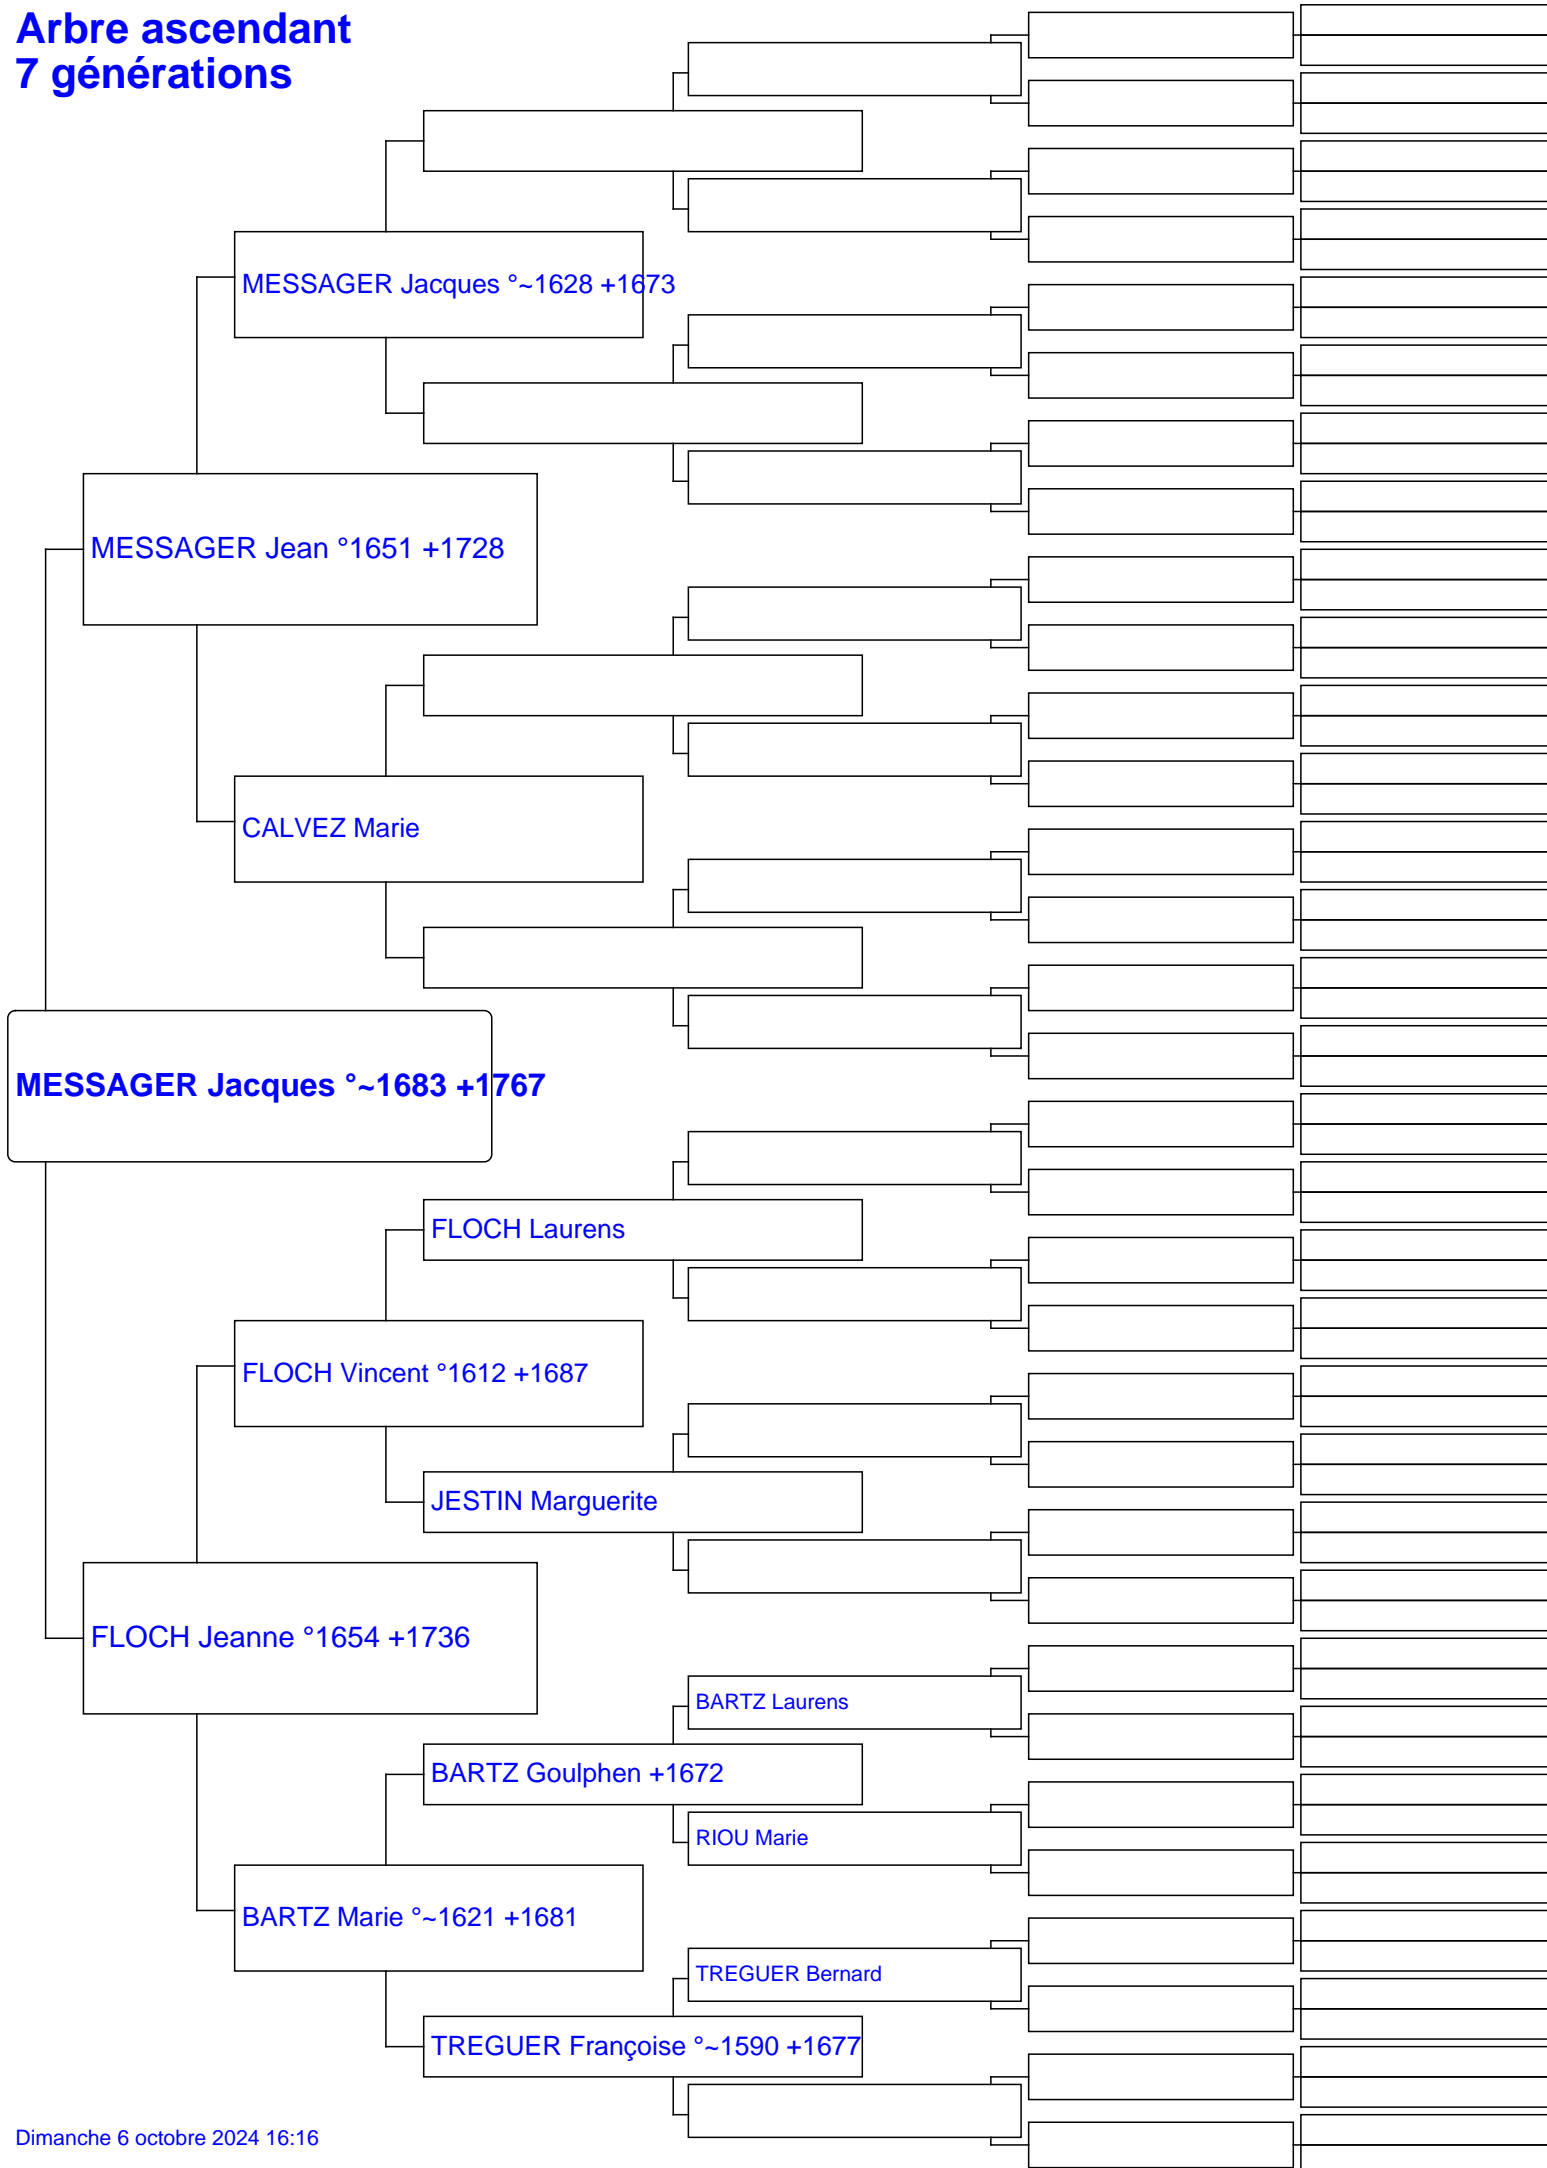 Arbre ascendant
7 générations
MESSAGER Jacques °~1628 +1673
MESSAGER Jean °1651 +1728
CALVEZ Marie
MESSAGER Jacques °~1683 +1767
FLOCH Laurens
FLOCH Vincent °1612 +1687
JESTIN Marguerite
FLOCH Jeanne °1654 +1736
BARTZ Laurens
BARTZ Goulphen +1672
RIOU Marie
BARTZ Marie °~1621 +1681
TREGUER Bernard
TREGUER Françoise °~1590 +1677
Dimanche 6 octobre 2024 16:16